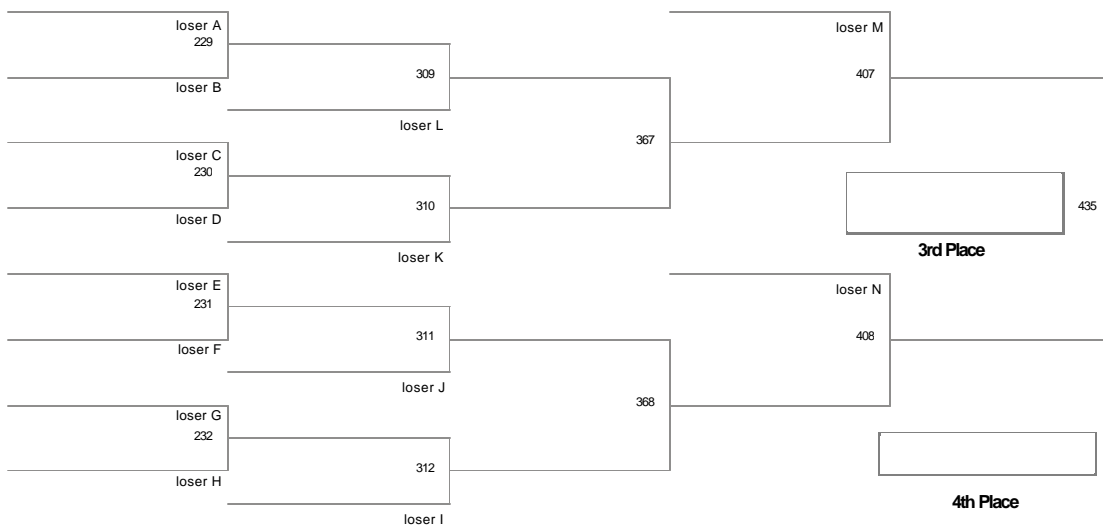 loser A
229
loser B
309
loser L
loser C
230
loser D
310
loser K
367
loser M
407
435
3rd Place
loser E
231
loser F
311
loser J
loser G
232
loser H
312
loser I
368
loser N
408
4th Place